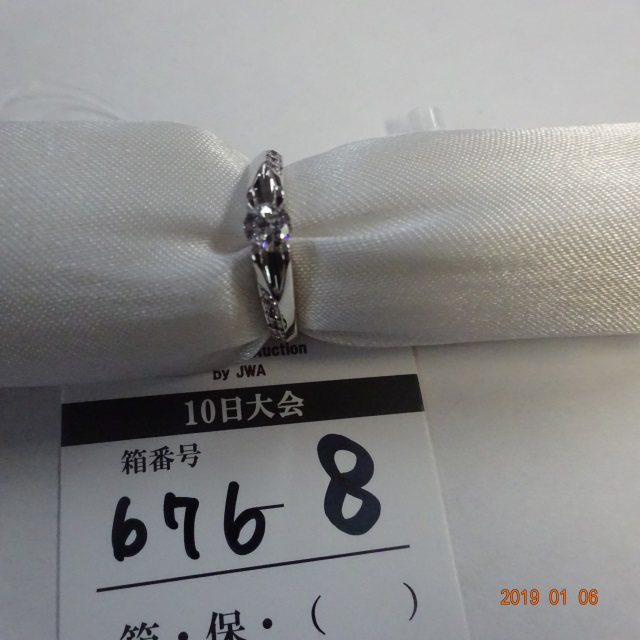 uction
by JWA
10日大会
箱番号
676-8
箱・保・( )
2019 01 06